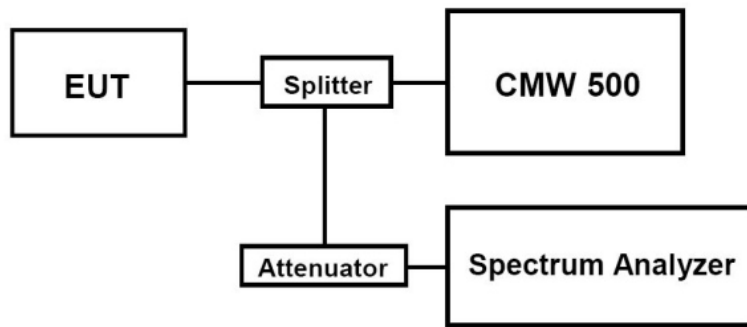 EUT
Splitter
CMW 500
Attenuator
Spectrum Analyzer